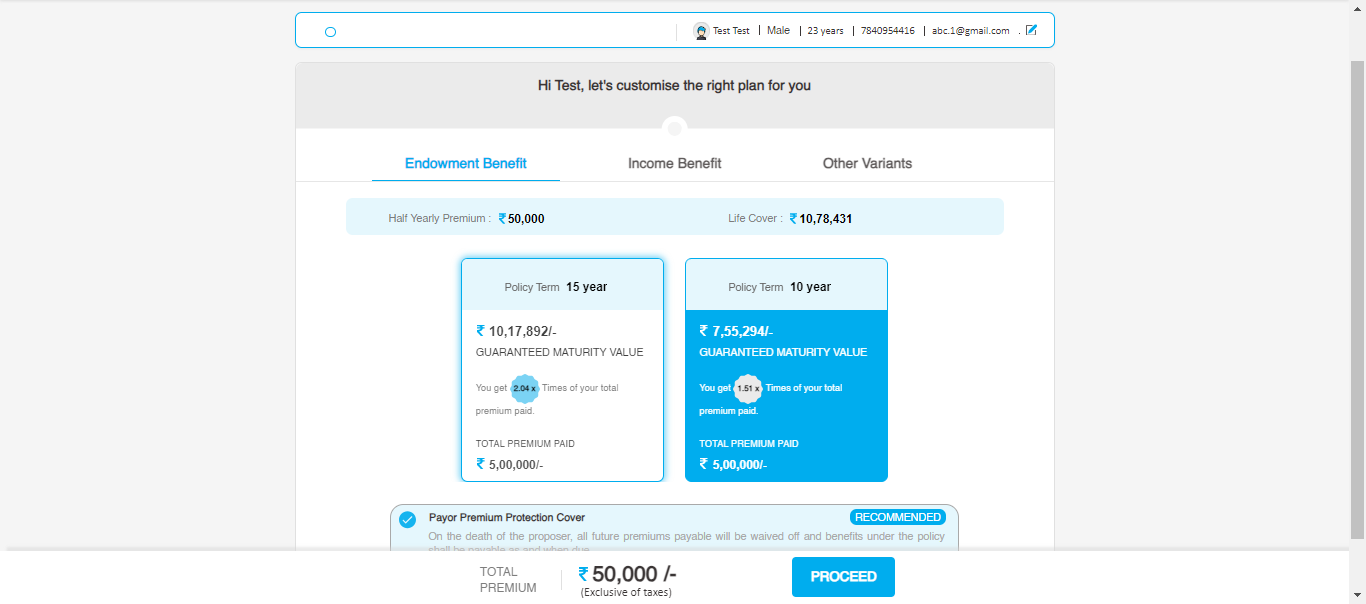 Test Test | Male | 23 years | 7840954416 | abc.1@gmail.com .
Hi Test, let's customise the right plan for you
Endowment Benefit Income Benefit Other Variants
Half Yearly Premium : ₹ 50,000 Life Cover : ₹ 10,78,431
Policy Term 15 year
₹ 10,17,892/-
GUARANTEED MATURITY VALUE
You get 2.04 x Times of your total
premium paid.
TOTAL PREMIUM PAID
₹ 5,00,000/-
Policy Term 10 year
₹ 7,55,294/-
GUARANTEED MATURITY VALUE
You get 1.51 x Times of your total
premium paid.
TOTAL PREMIUM PAID
₹ 5,00,000/-
Payor Premium Protection Cover RECOMMENDED
On the death of the proposer, all future premiums payable will be waived off and benefits under the policy
shall be payable as and when due
TOTAL
PREMIUM
₹ 50,000 /-
(Exclusive of taxes)
PROCEED